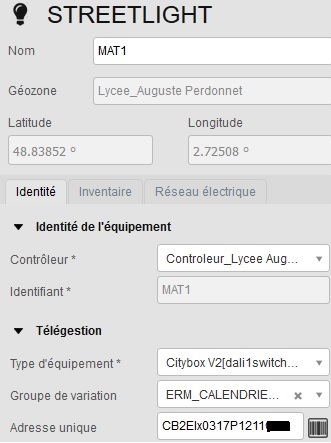 STREETLIGHT
Nom MAT1
Géozone Lycee_Auguste Perdonnet
Latitude Longitude
48.83852 º 2.72508 º
Identité Inventaire Réseau électrique
Identité de l'équipement
Contrôleur * Controleur_Lycee Aug...
Identifiant * MAT1
Télégestion
Type d'équipement * Citybox V2[dali1switch...
Groupe de variation ERM_CALENDRIE...
Adresse unique CB2Elx0317P1211